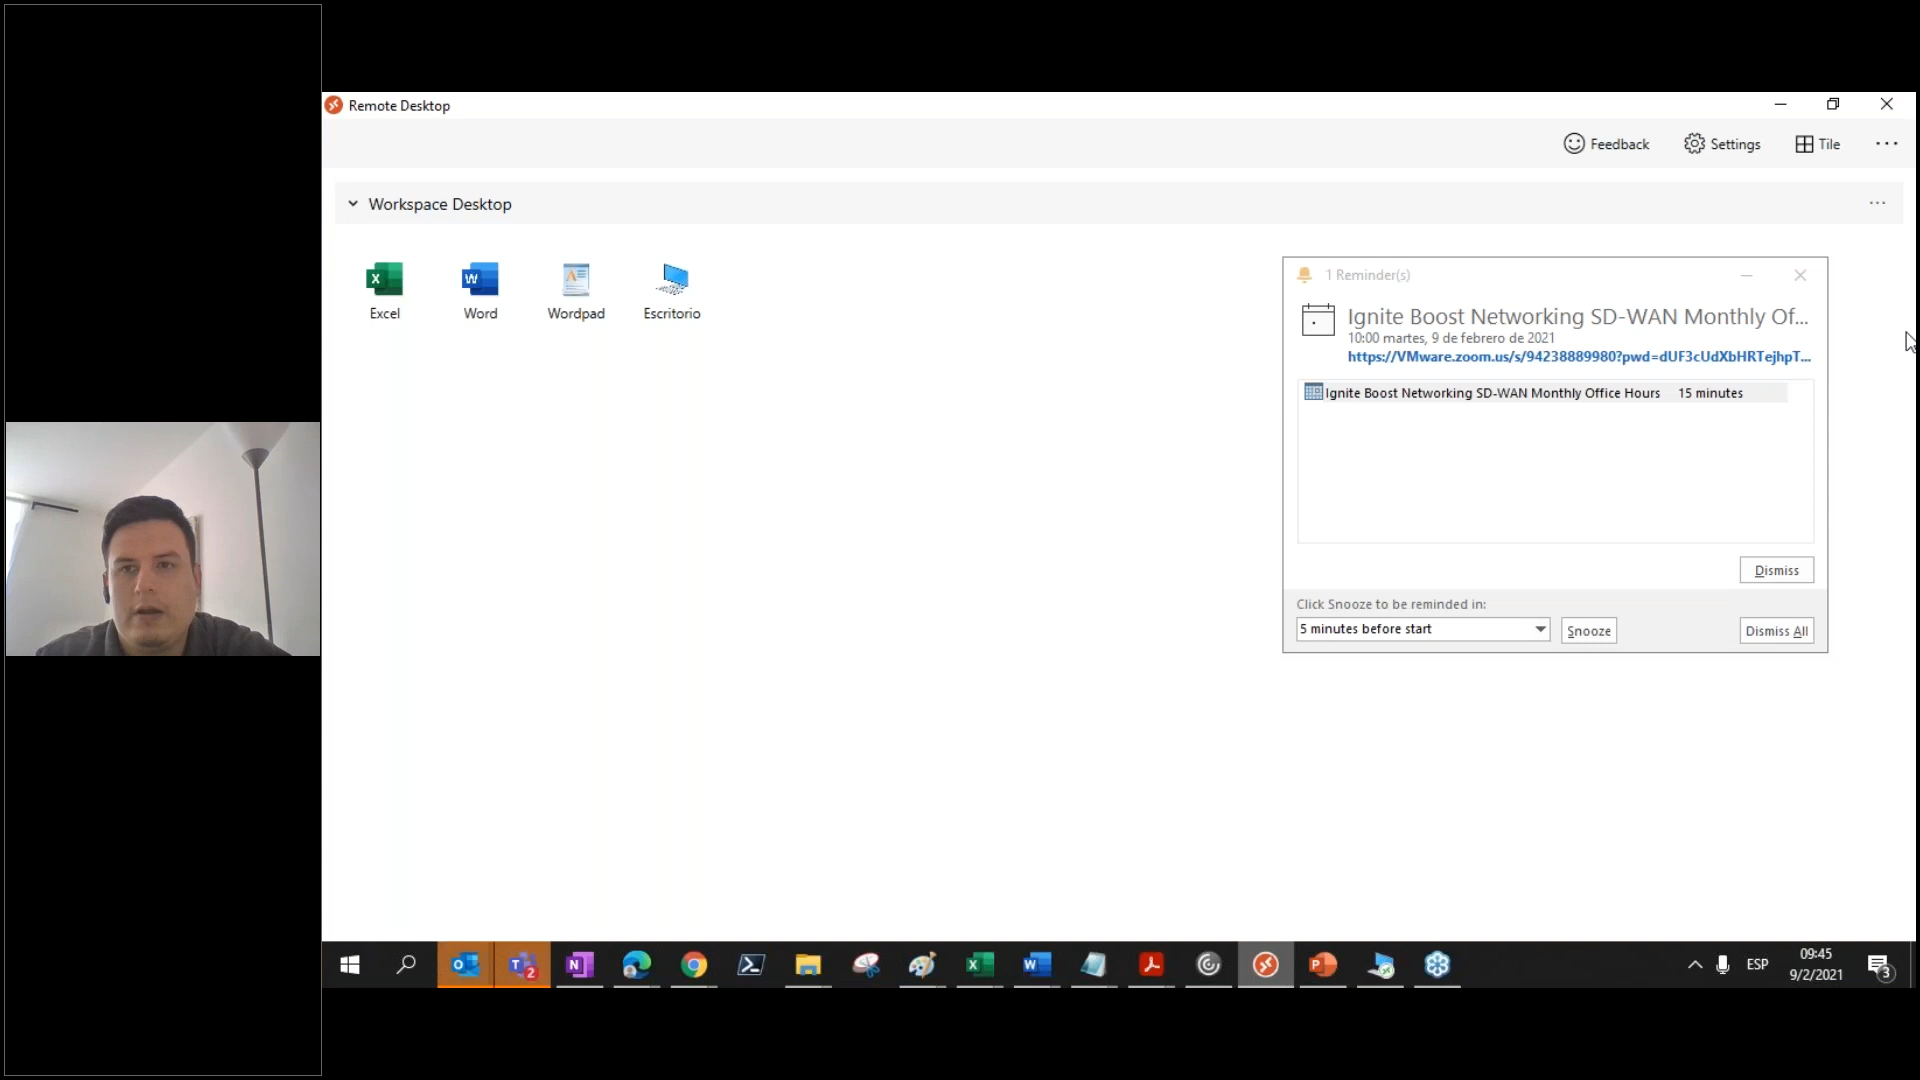 Remote Desktop
Feedback
Settings
Tile
Workspace Desktop
Excel
Word
Wordpad
Escritorio
1 Reminder(s)
Ignite Boost Networking SD-WAN Monthly Of...
10:00 martes, 9 de febrero de 2021
https://VMware.zoom.us/s/94238889980?pwd=dUF3cUdXbHRTejhpT...
Ignite Boost Networking SD-WAN Monthly Office Hours 15 minutes
Dismiss
Click Snooze to be reminded in:
5 minutes before start
Snooze
Dismiss All
2
ESP
09:45
9/2/2021
3